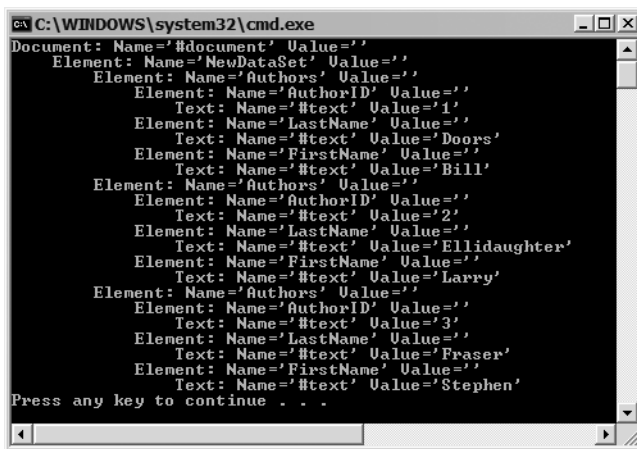 C:\WINDOWS\system32\cmd.exe
Document: Name='#document' Value=''
    Element: Name='NewDataSet' Value=''
        Element: Name='Authors' Value=''
            Element: Name='AuthorID' Value=''
                Text: Name='#text' Value='1'
            Element: Name='LastName' Value=''
                Text: Name='#text' Value='Doors'
            Element: Name='FirstName' Value=''
                Text: Name='#text' Value='Bill'
        Element: Name='Authors' Value=''
            Element: Name='AuthorID' Value=''
                Text: Name='#text' Value='2'
            Element: Name='LastName' Value=''
                Text: Name='#text' Value='Ellidaughter'
            Element: Name='FirstName' Value=''
                Text: Name='#text' Value='Larry'
        Element: Name='Authors' Value=''
            Element: Name='AuthorID' Value=''
                Text: Name='#text' Value='3'
            Element: Name='LastName' Value=''
                Text: Name='#text' Value='Fraser'
            Element: Name='FirstName' Value=''
                Text: Name='#text' Value='Stephen'
Press any key to continue . . .